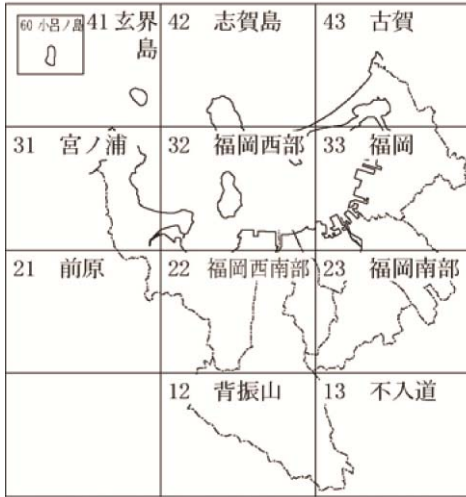 60 小呂ノ島
41 玄界島
42 志賀島
43 古賀
31 宮ノ浦
32 福岡西部
33 福岡
21 前原
22 福岡西南部
23 福岡南部
12 背振山
13 不入道